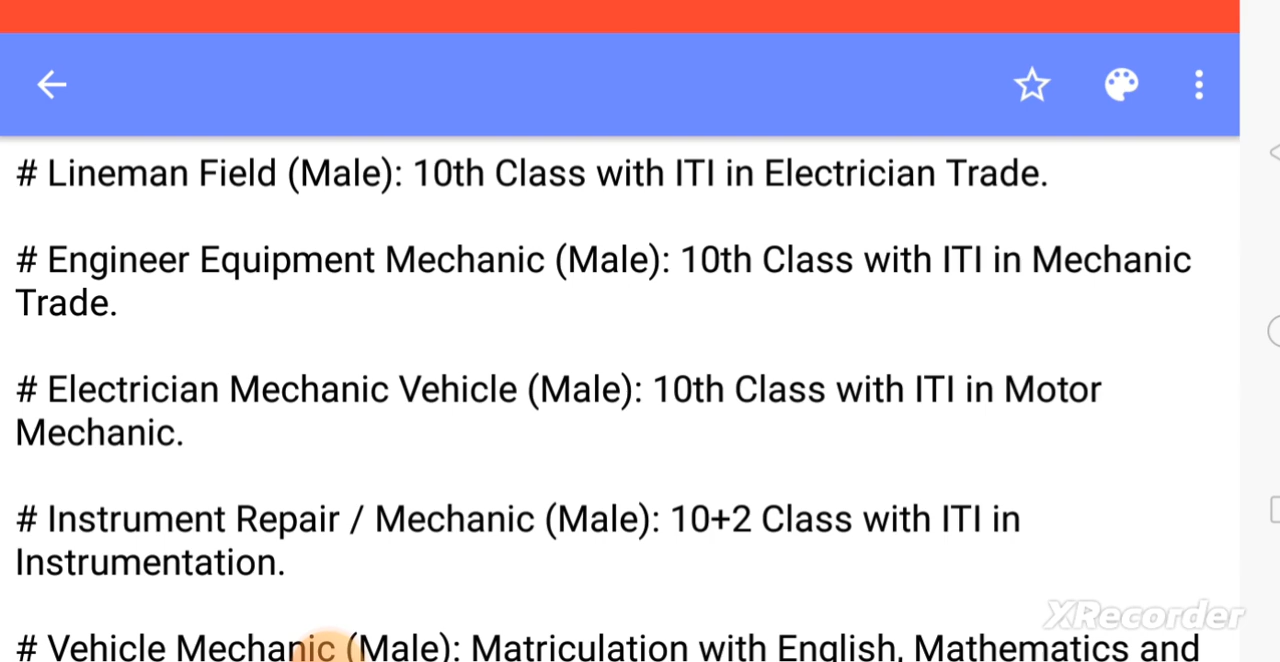 # Lineman Field (Male): 10th Class with ITI in Electrician Trade.
# Engineer Equipment Mechanic (Male): 10th Class with ITI in Mechanic
Trade.
# Electrician Mechanic Vehicle (Male): 10th Class with ITI in Motor
Mechanic.
# Instrument Repair / Mechanic (Male): 10+2 Class with ITI in
Instrumentation.
XRecorder
# Vehicle Mechanic (Male): Matriculation with English, Mathematics and